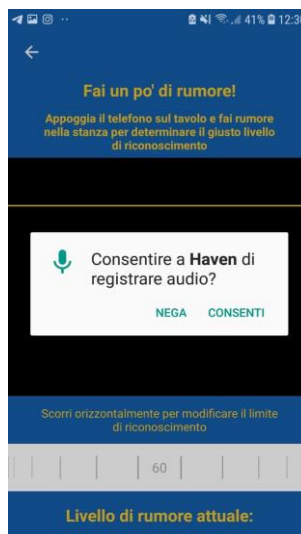 41% 12:30
Fai un po' di rumore!
Appoggia il telefono sul tavolo e fai rumore
nella stanza per determinare il giusto livello
di riconoscimento
Consentire a Haven di
registrare audio?
NEGA CONSENTI
Scorri orizzontalmente per modificare il limite
di riconoscimento
60
Livello di rumore attuale: